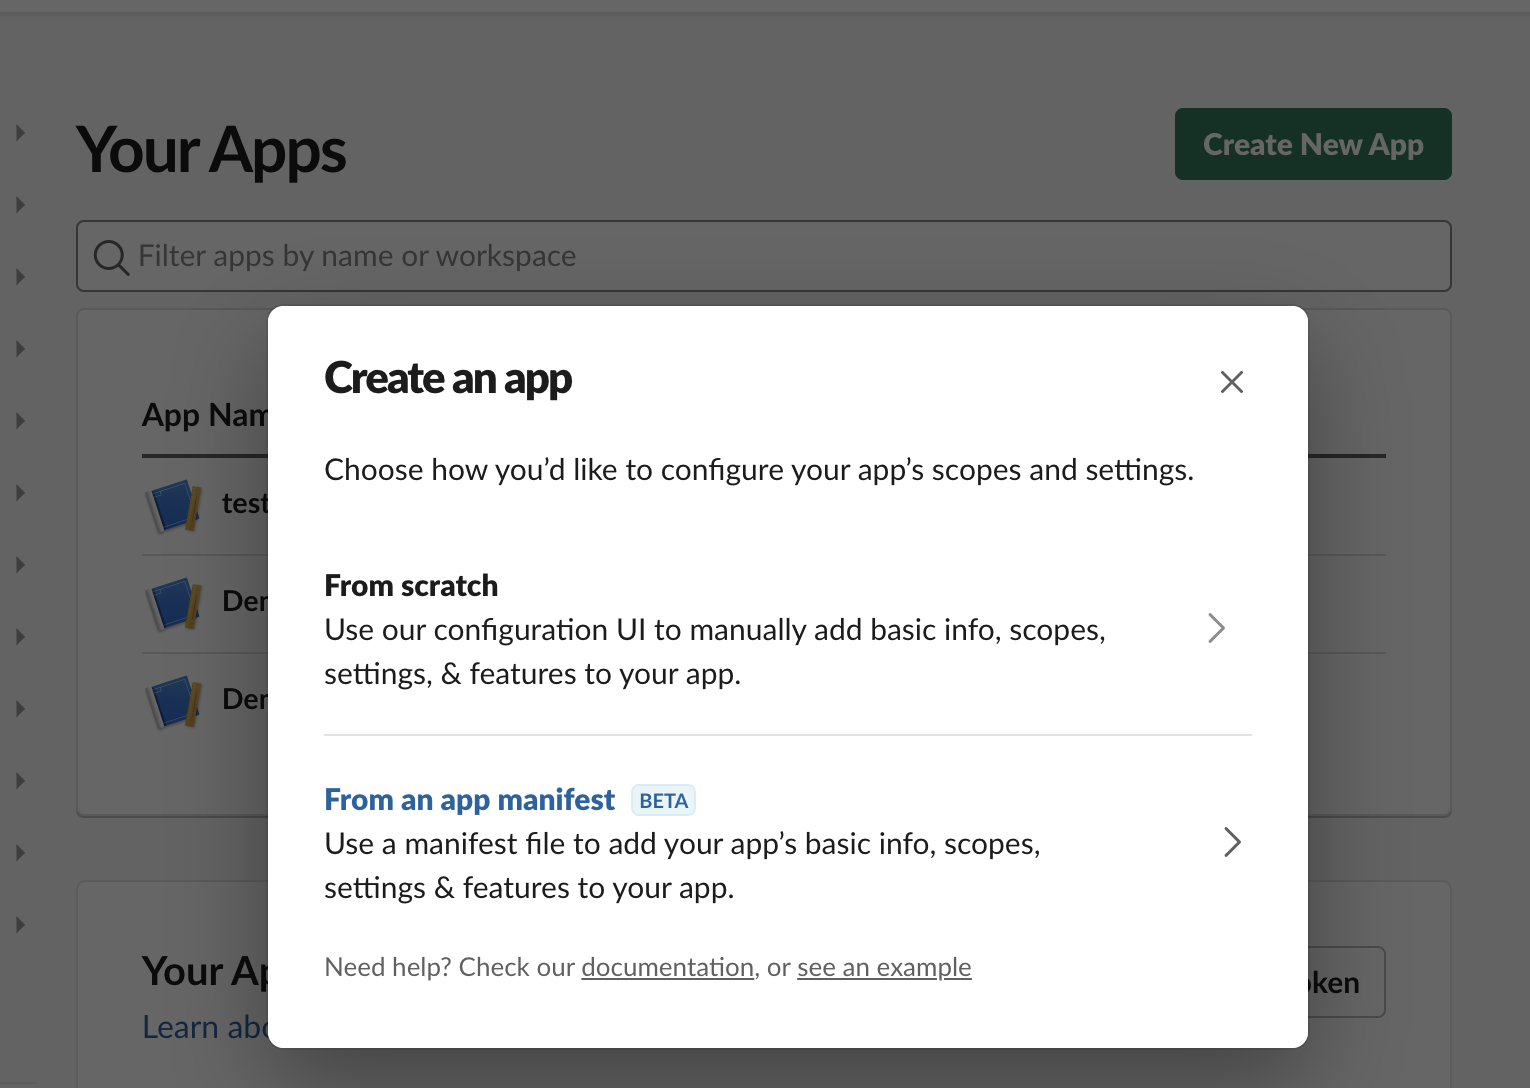 Your Apps
Create New App
Filter apps by name or workspace
Create an app
Choose how you’d like to configure your app’s scopes and settings.
App Nam
test
From scratch
Use our configuration UI to manually add basic info, scopes,
settings, & features to your app.
Der
Der
From an app manifest BETA
Use a manifest file to add your app’s basic info, scopes,
settings & features to your app.
Need help? Check our documentation, or see an example
Your Ap
oken
Learn abo